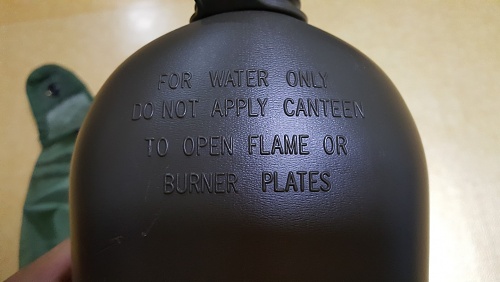 FOR WATER ONLY
DO NOT APPLY CANTEEN
TO OPEN FLAME OR
BURNER PLATES